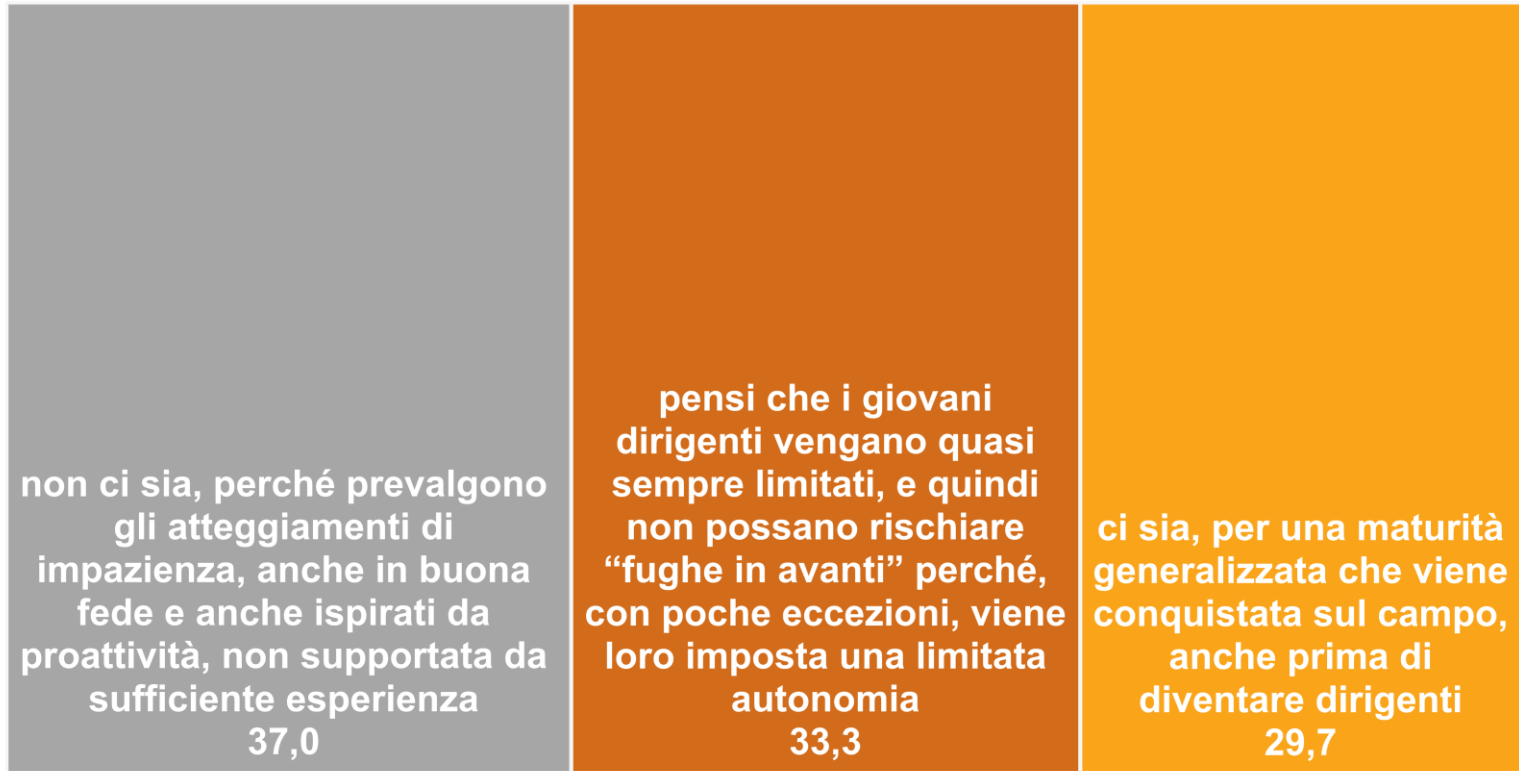 non ci sia, perché prevalgono
gli atteggiamenti di
impazienza, anche in buona
fede e anche ispirati da
proattività, non supportata da
sufficiente esperienza
37,0
pensi che i giovani
dirigenti vengano quasi
sempre limitati, e quindi
non possano rischiare
“fughe in avanti” perché,
con poche eccezioni, viene
loro imposta una limitata
autonomia
33,3
ci sia, per una maturità
generalizzata che viene
conquistata sul campo,
anche prima di
diventare dirigenti
29,7